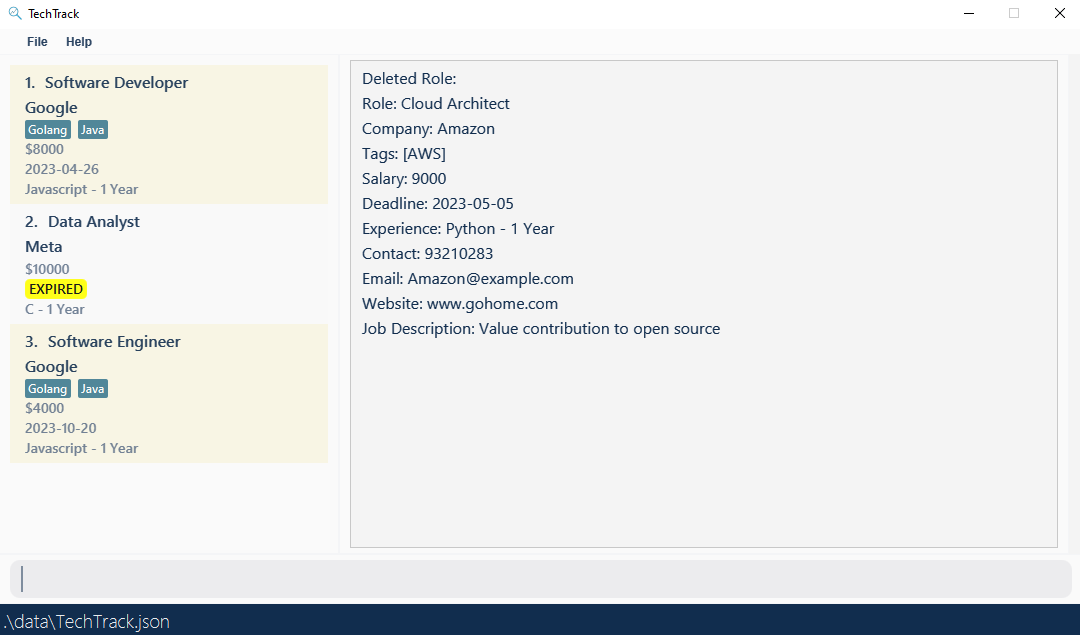 TechTrack
File Help
1. Software Developer
Google
Golang Java
$8000
2023-04-26
Javascript - 1 Year
2. Data Analyst
Meta
$10000
EXPIRED
C - 1 Year
3. Software Engineer
Google
Golang Java
$4000
2023-10-20
Javascript - 1 Year
Deleted Role:
Role: Cloud Architect
Company: Amazon
Tags: [AWS]
Salary: 9000
Deadline: 2023-05-05
Experience: Python - 1 Year
Contact: 93210283
Email: Amazon@example.com
Website: www.gohome.com
Job Description: Value contribution to open source
.\data\TechTrack.json